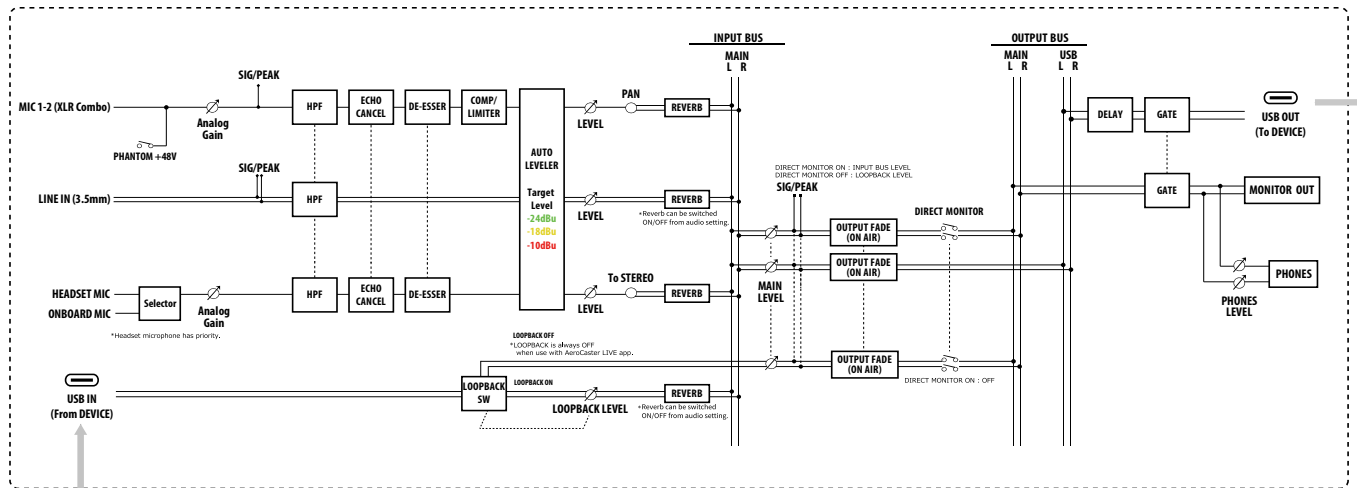 INPUT BUS
OUTPUT BUS
MAIN
L R
MAIN
L R
USB
L R
SIG/PEAK
MIC 1-2 (XLR Combo)
Analog
Gain
PHANTOM +48V
HPF
ECHO
CANCEL
DE-ESSER
COMP/
LIMITER
LEVEL
PAN
REVERB
DELAY
GATE
USB OUT
(To DEVICE)
AUTO
LEVELER
Target
Level
-24dBu
-18dBu
-10dBu
SIG/PEAK
LINE IN (3.5mm)
HPF
LEVEL
REVERB
*Reverb can be switched
ON/OFF from audio setting.
DIRECT MONITOR ON : INPUT BUS LEVEL
DIRECT MONITOR OFF : LOOPBACK LEVEL
SIG/PEAK
OUTPUT FADE
(ON AIR)
DIRECT MONITOR
GATE
MONITOR OUT
OUTPUT FADE
(ON AIR)
MAIN
LEVEL
PHONES
PHONES
LEVEL
HEADSET MIC
ONBOARD MIC
Selector
*Headset microphone has priority.
Analog
Gain
HPF
ECHO
CANCEL
DE-ESSER
LEVEL
To STEREO
REVERB
LOOPBACK OFF
*LOOPBACK is always OFF
when use with AeroCaster LIVE app.
OUTPUT FADE
(ON AIR)
DIRECT MONITOR ON : OFF
USB IN
(From DEVICE)
LOOPBACK
SW
LOOPBACK ON
LOOPBACK LEVEL
REVERB
*Reverb can be switched
ON/OFF from audio setting.